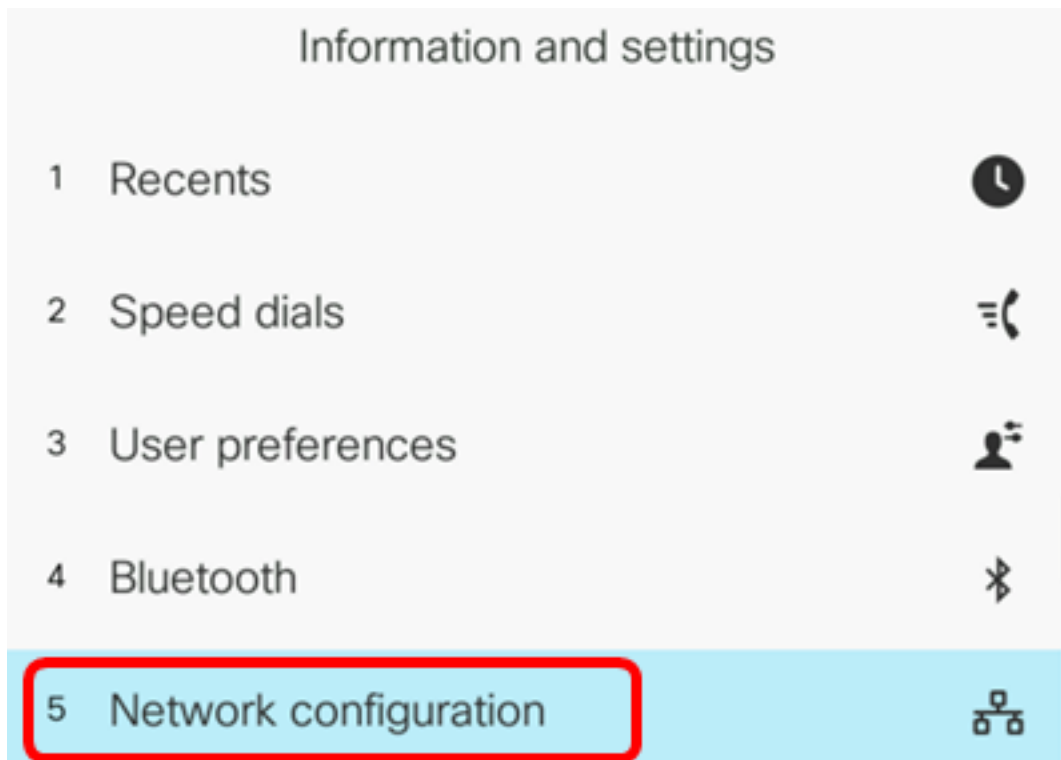 Information and settings
1 Recents
2 Speed dials
3 User preferences
4 Bluetooth
5 Network configuration